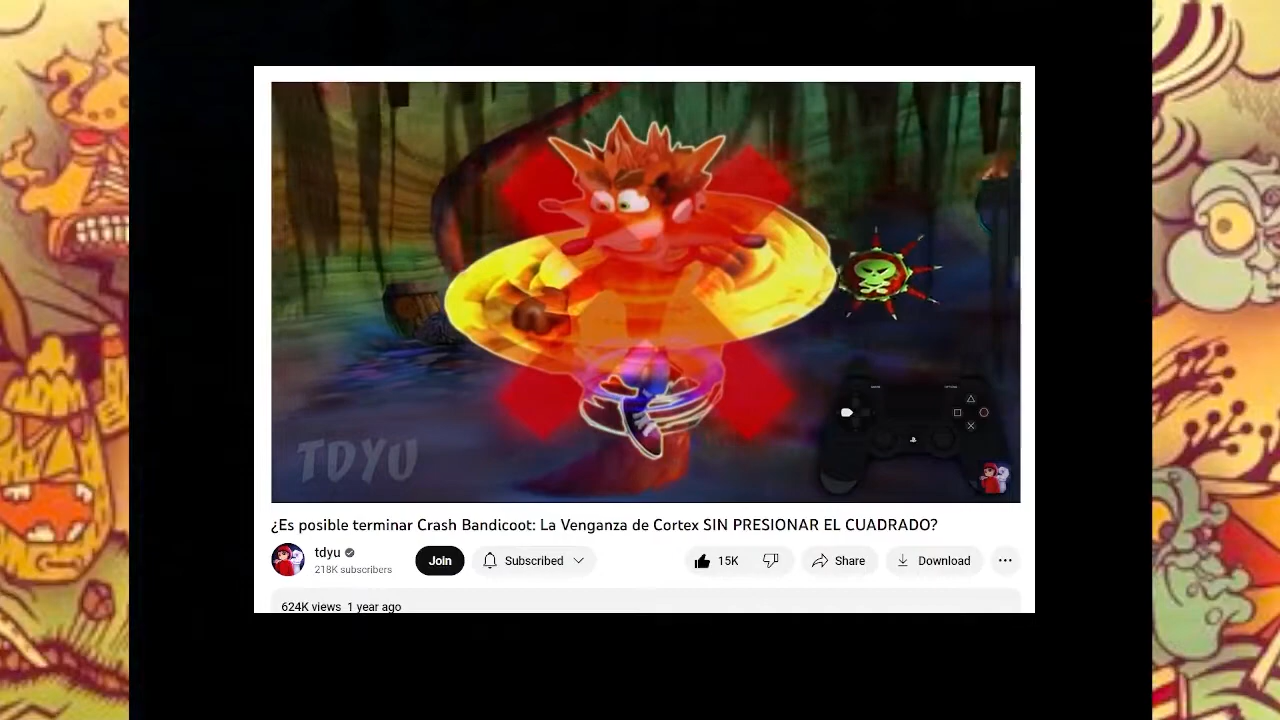 TDYU
¿Es posible terminar Crash Bandicoot: La Venganza de Cortex SIN PRESIONAR EL CUADRADO?
tdyu
218K subscribers
Join
Subscribed
15K
Share
Download
624K views 1 year ago